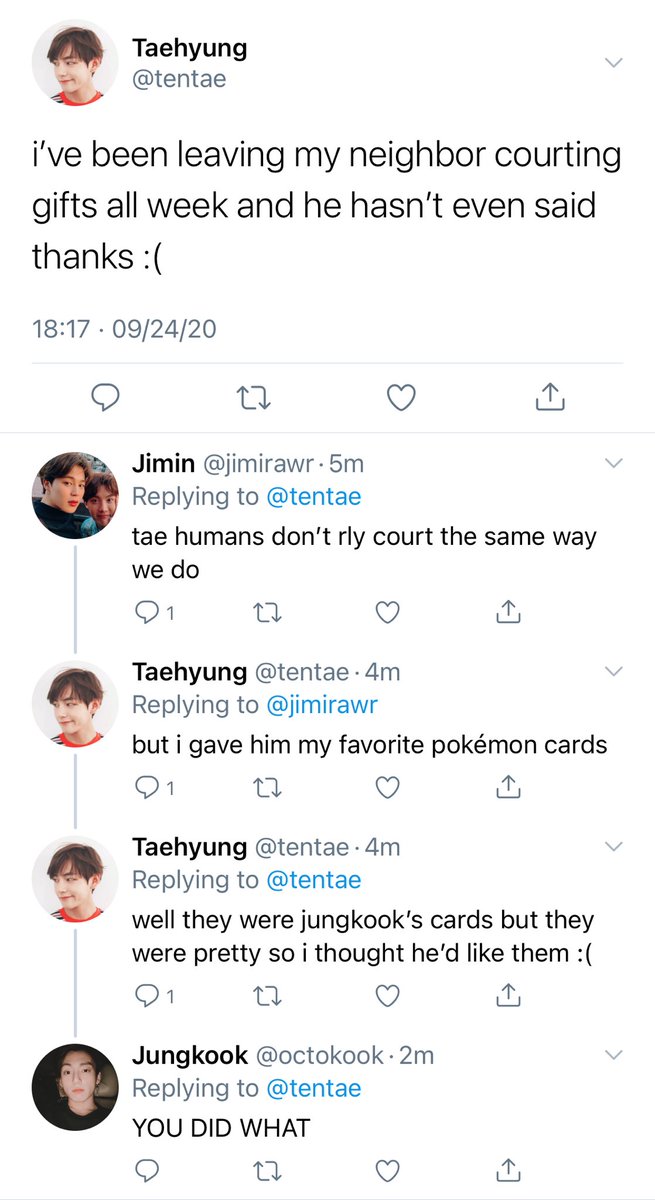 Taehyung
@tentae
i've been leaving my neighbor courting
gifts all week and he hasn't even said
thanks :(
18:17 · 09/24/20
Jimin @jimirawr · 5m
Replying to @tentae
tae humans don't rly court the same way
we do
1
Taehyung @tentae · 4m
Replying to @jimirawr
but i gave him my favorite pokémon cards
1
Taehyung @tentae · 4m
Replying to @tentae
well they were jungkook's cards but they
were pretty so i thought he'd like them :(
1
Jungkook @octokook · 2m
Replying to @tentae
YOU DID WHAT